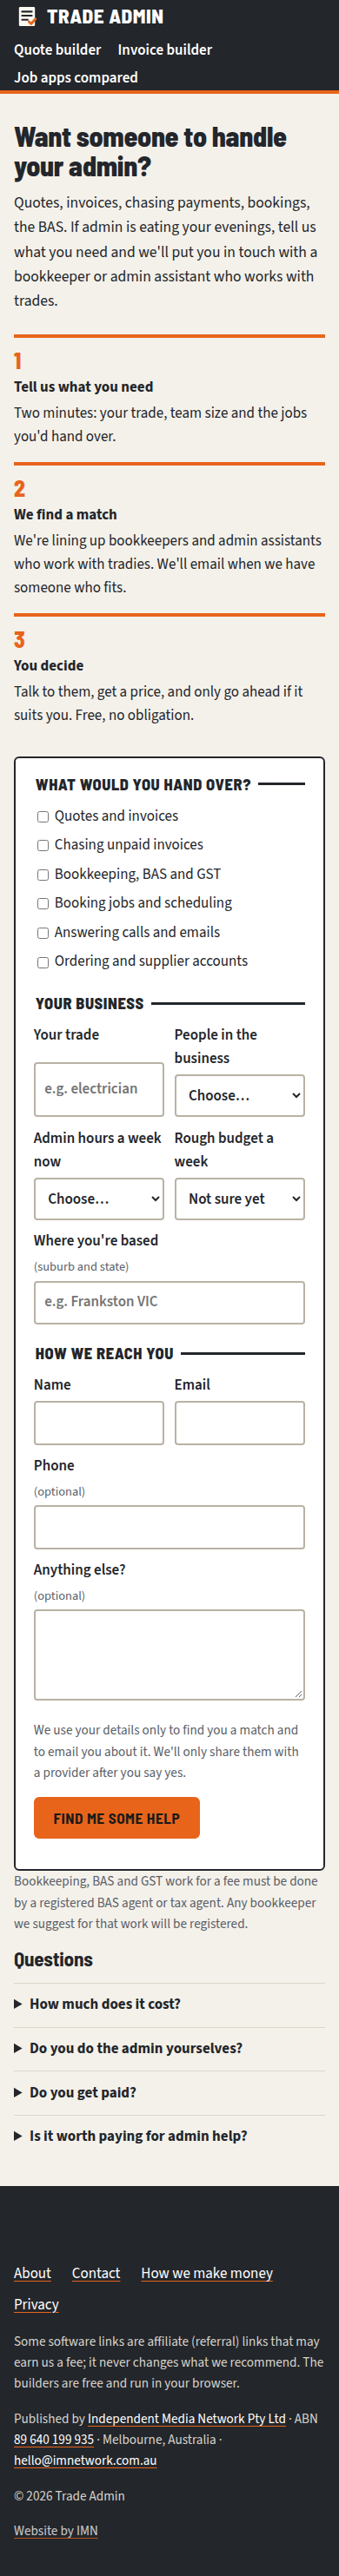 TRADE ADMIN
Quote builder Invoice builder
Job apps compared
Want someone to handle
your admin?
Quotes, invoices, chasing payments, bookings,
the BAS. If admin is eating your evenings, tell us
what you need and we'll put you in touch with a
bookkeeper or admin assistant who works with
trades.
1
Tell us what you need
Two minutes: your trade, team size and the jobs
you'd hand over.
2
We find a match
We're lining up bookkeepers and admin assistants
who work with tradies. We'll email when we have
someone who fits.
3
You decide
Talk to them, get a price, and only go ahead if it
suits you. Free, no obligation.
WHAT WOULD YOU HAND OVER?
Quotes and invoices
Chasing unpaid invoices
Bookkeeping, BAS and GST
Booking jobs and scheduling
Answering calls and emails
Ordering and supplier accounts
YOUR BUSINESS
Your trade
e.g. electrician
People in the
business
Choose...
Admin hours a week
now
Choose...
Rough budget a
week
Not sure yet
Where you're based
(suburb and state)
e.g. Frankston VIC
HOW WE REACH YOU
Name
Email
Phone
(optional)
Anything else?
(optional)
We use your details only to find you a match and
to email you about it. We'll only share them with
a provider after you say yes.
FIND ME SOME HELP
Bookkeeping, BAS and GST work for a fee must be done
by a registered BAS agent or tax agent. Any bookkeeper
we suggest for that work will be registered.
Questions
How much does it cost?
Do you do the admin yourselves?
Do you get paid?
Is it worth paying for admin help?
About Contact How we make money
Privacy
Some software links are affiliate (referral) links that may
earn us a fee; it never changes what we recommend. The
builders are free and run in your browser.
Published by Independent Media Network Pty Ltd · ABN
89 640 199 935 · Melbourne, Australia ·
hello@imnetwork.com.au
© 2026 Trade Admin
Website by IMN